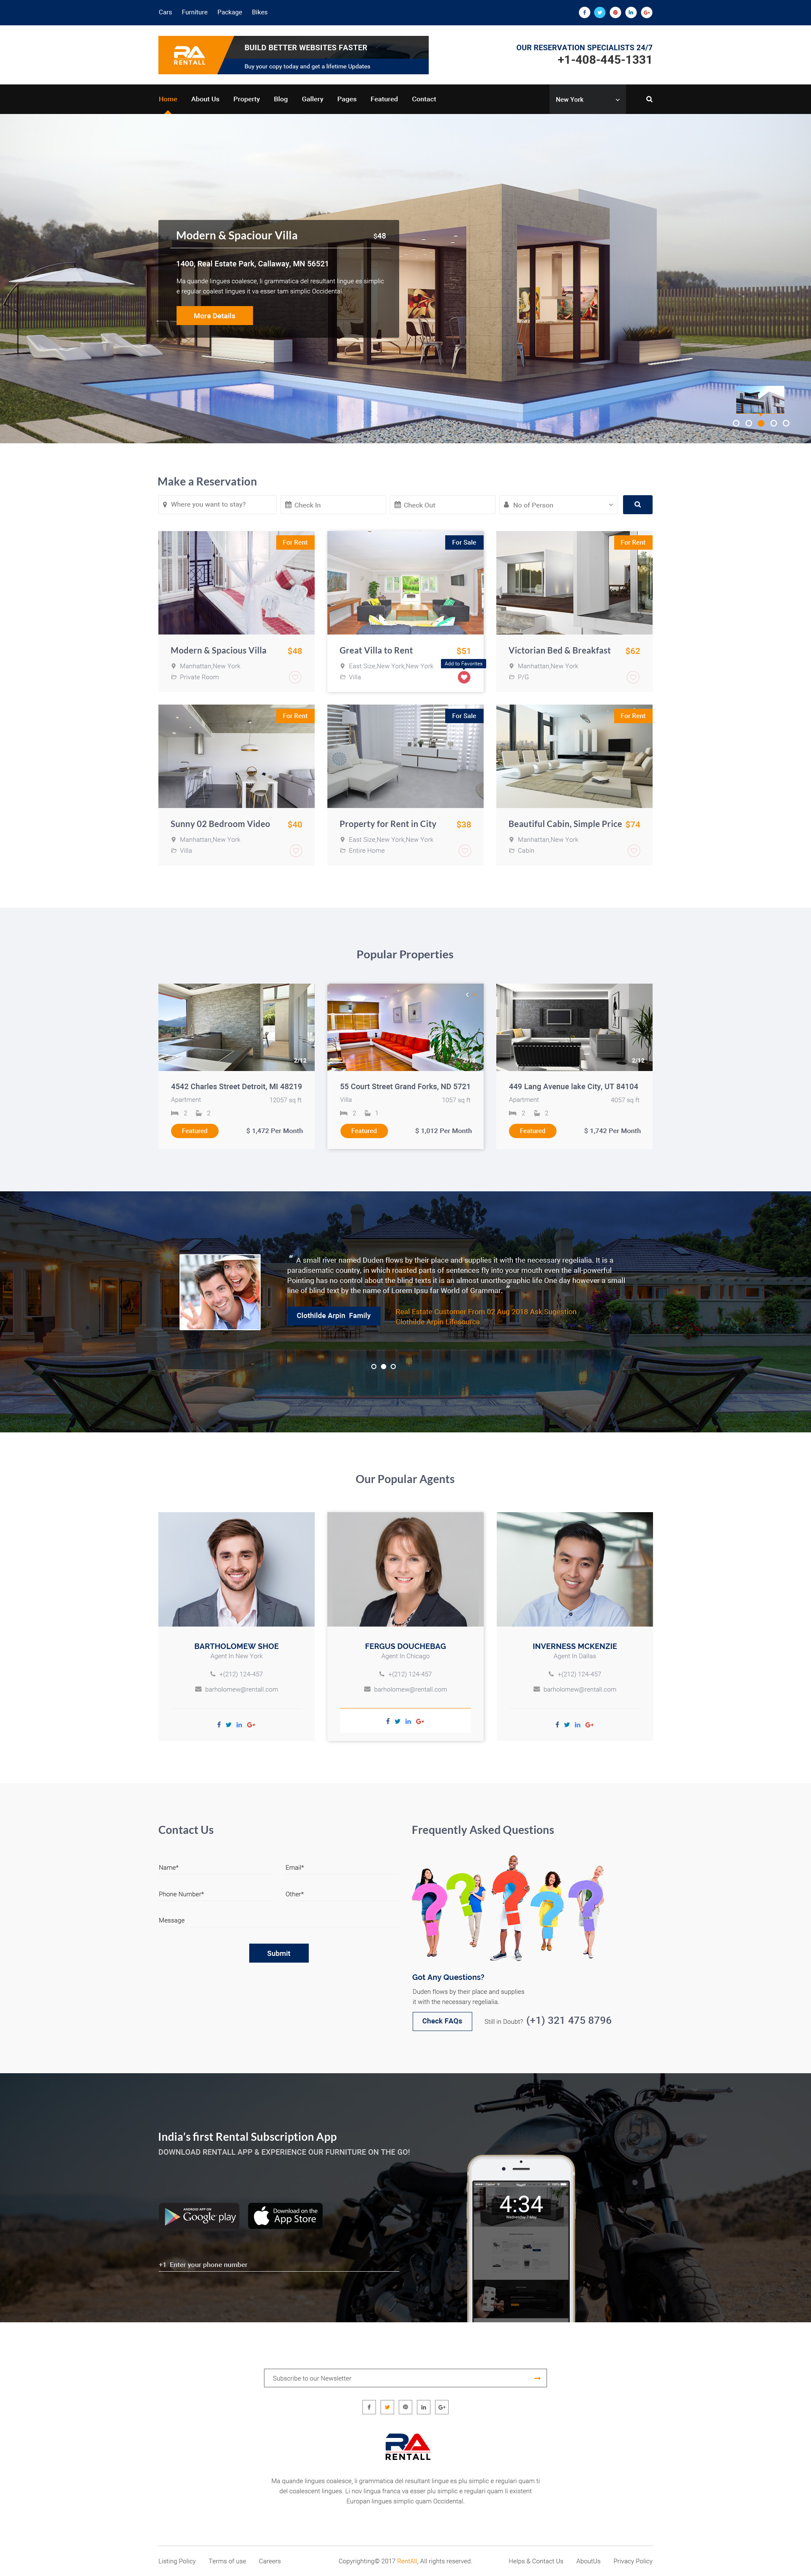 Cars Furniture Package Bikes
RA
RENTALL
BUILD BETTER WEBSITES FASTER
Buy your copy today and get a lifetime Updates
OUR RESERVATION SPECIALISTS 24/7
+1-408-445-1331
Home About Us Property Blog Gallery Pages Featured Contact New York
Modern & Spaciour Villa $48
1400, Real Estate Park, Callaway, MN 56521
Ma quande lingues coalesce, li grammatica del resultant lingue es simplic
e regular coalest lingues it va esser tam simplic Occidental.
More Details
Make a Reservation
Where you want to stay? Check In Check Out No of Person
For Rent
Modern & Spacious Villa $48
Manhattan,New York
Private Room
For Sale
Great Villa to Rent $51
East Size,New York,New York
Add to Favorites
Villa
For Rent
Victorian Bed & Breakfast $62
Manhattan,New York
P/G
For Rent
Sunny 02 Bedroom Video $40
Manhattan,New York
Villa
For Sale
Property for Rent in City $38
East Size,New York,New York
Entire Home
For Rent
Beautiful Cabin, Simple Price $74
Manhattan,New York
Cabin
Popular Properties
2/12
4542 Charles Street Detroit, MI 48219
Apartment 12057 sq ft
2 2
Featured $ 1,472 Per Month
2/12
55 Court Street Grand Forks, ND 5721
Villa 1057 sq ft
2 1
Featured $ 1,012 Per Month
2/12
449 Lang Avenue lake City, UT 84104
Apartment 4057 sq ft
2 2
Featured $ 1,742 Per Month
“ A small river named Duden flows by their place and supplies it with the necessary regelialia. It is a
paradisematic country, in which roasted parts of sentences fly into your mouth even the all-powerful
Pointing has no control about the blind texts it is an almost unorthographic life One day however a small
line of blind text by the name of Lorem Ipsu far World of Grammar. ”
Clothilde Arpin Family
Real Estate Customer From 02 Aug 2018 Ask Sugestion
Clothilde Arpin Lifesource
Our Popular Agents
BARTHOLOMEW SHOE
Agent In New York
+(212) 124-457
barholomew@rentall.com
FERGUS DOUCHEBAG
Agent In Chicago
+(212) 124-457
barholomew@rentall.com
INVERNESS MCKENZIE
Agent In Dallas
+(212) 124-457
barholomew@rentall.com
Contact Us
Name* Email*
Phone Number* Other*
Message
Submit
Frequently Asked Questions
Got Any Questions?
Duden flows by their place and supplies
it with the necessary regelialia.
Check FAQs Still in Doubt? (+1) 321 475 8796
India's first Rental Subscription App
DOWNLOAD RENTALL APP & EXPERIENCE OUR FURNITURE ON THE GO!
ANDROID APP ON
Google play
Download on the
App Store
+1 Enter your phone number
4:34
Wednesday 7 May
Subscribe to our Newsletter
RA
RENTALL
Ma quande lingues coalesce, li grammatica del resultant lingue es plu simplic e regulari quam ti
del coalescent lingues. Li nov lingua franca va esser plu simplic e regulari quam li existent
Europan lingues simplic quam Occidental.
Listing Policy Terms of use Careers Copyrighting© 2017 RentAll, All rights reserved. Helps & Contact Us AboutUs Privacy Policy